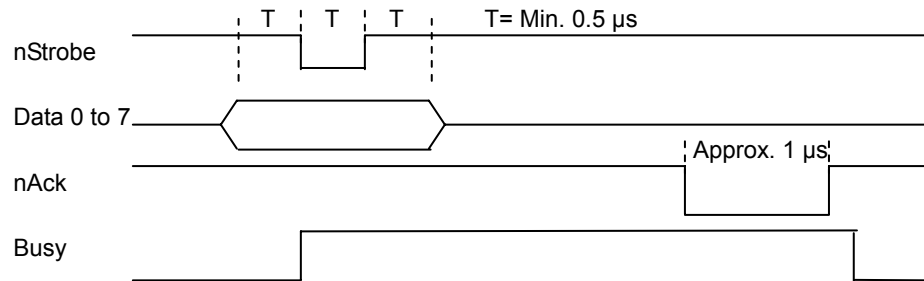 T T T T= Min. 0.5 µs
nStrobe
Data 0 to 7
Approx. 1 µs
nAck
Busy